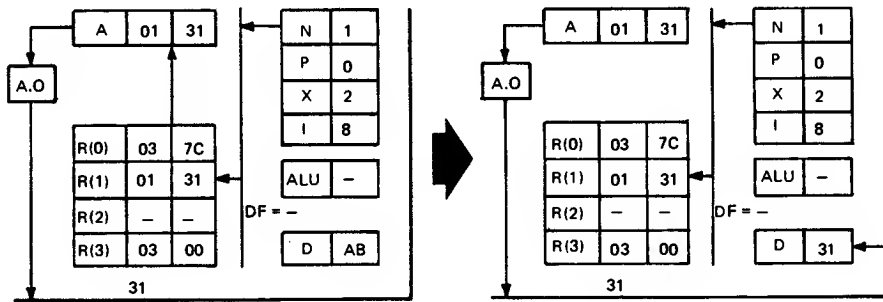 A 01 31
A.O
N 1
P 0
X 2
I 8
R(0) 03 7C
R(1) 01 31
R(2) – –
R(3) 03 00
ALU –
DF = –
D AB
31
A 01 31
A.O
N 1
P 0
X 2
I 8
R(0) 03 7C
R(1) 01 31
R(2) – –
R(3) 03 00
ALU –
DF = –
D 31
31